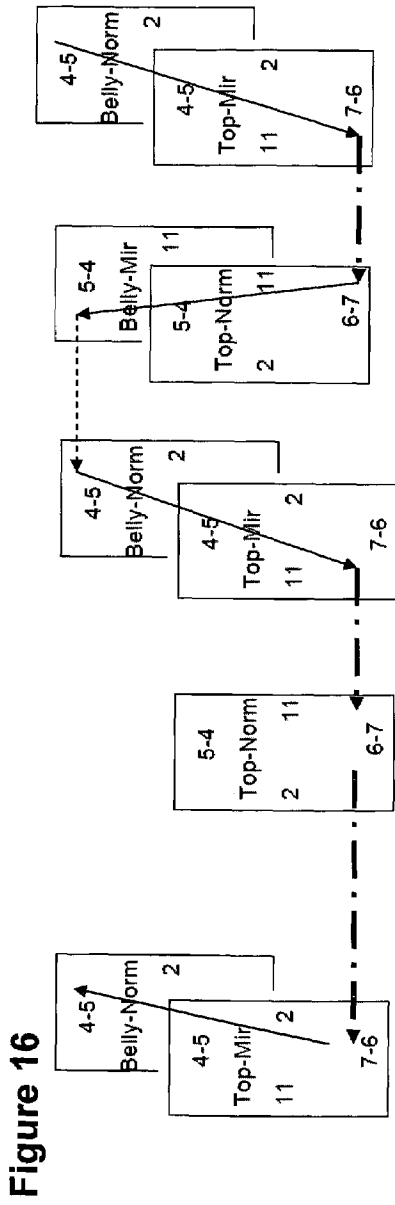 Figure 16
4-5
Belly-Norm
2
4-5
Top-Mir
11 2
7-6
5-4
Top-Norm
2 11
6-7
4-5
Belly-Norm
2
4-5
Top-Mir
11 2
7-6
5-4
Belly-Mir
11
5-4
Top-Norm
2 11
6-7
4-5
Belly-Norm
2
4-5
Top-Mir
11 2
7-6